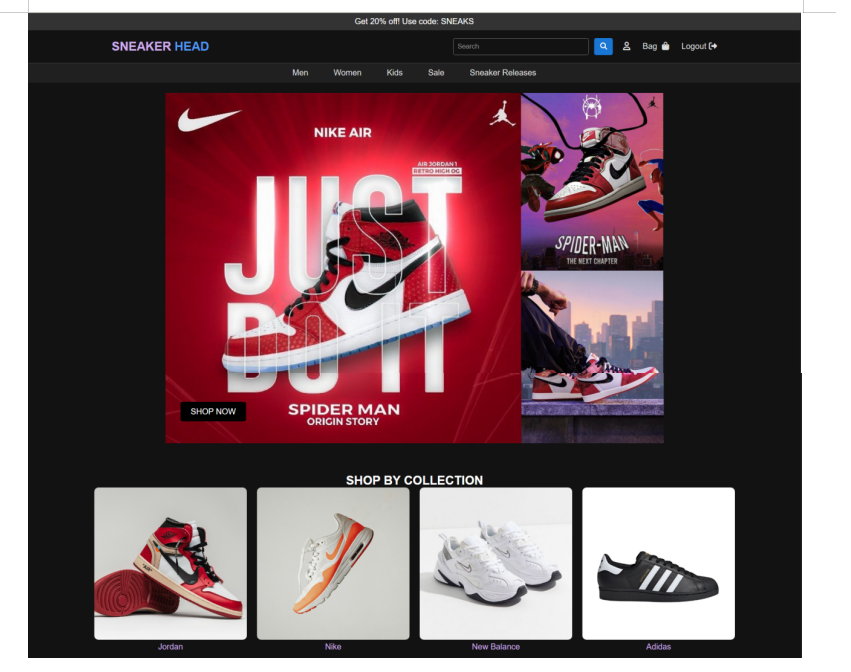 Get 20% off! Use code: SNEAKS
SNEAKER HEAD
Search
Bag
Logout
Men Women Kids Sale Sneaker Releases
NIKE AIR
AIR JORDAN 1
RETRO HIGH OG
JUST
DO IT
SHOP NOW
SPIDER MAN
ORIGIN STORY
SPIDER-MAN
THE NEXT CHAPTER
SHOP BY COLLECTION
"AIR"
Jordan Nike New Balance Adidas